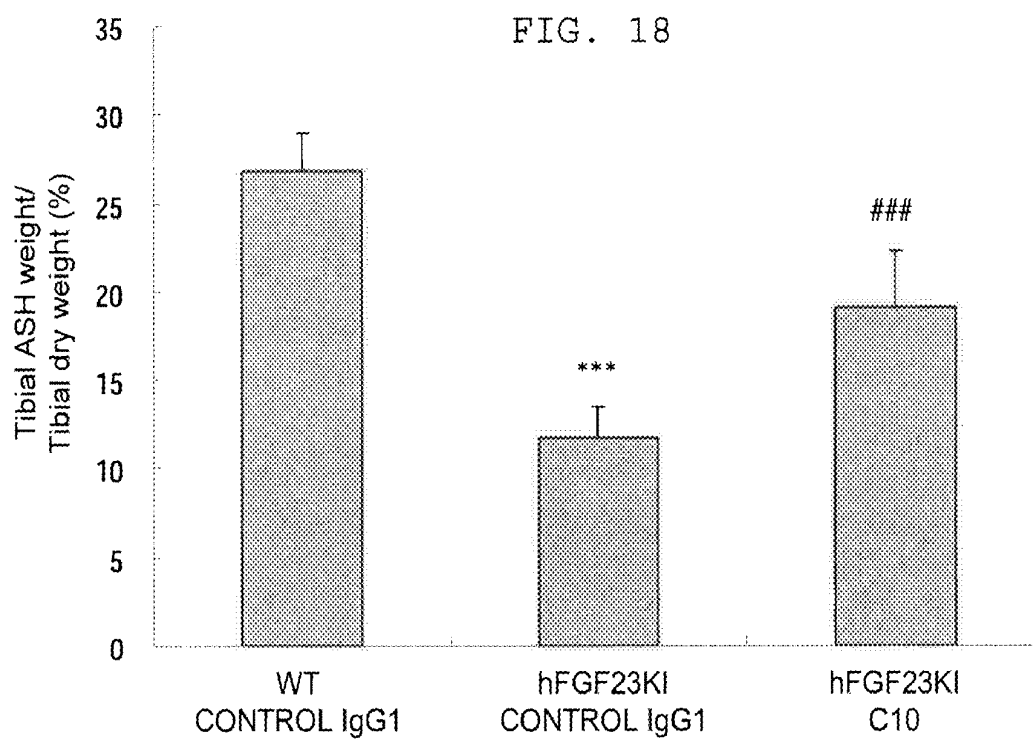 FIG. 18
Tibial ASH weight/
Tibial dry weight (%)
35
30
25
20
15
10
5
0
***
###
WT
CONTROL IgG1
hFGF23KI
CONTROL IgG1
hFGF23KI
C10